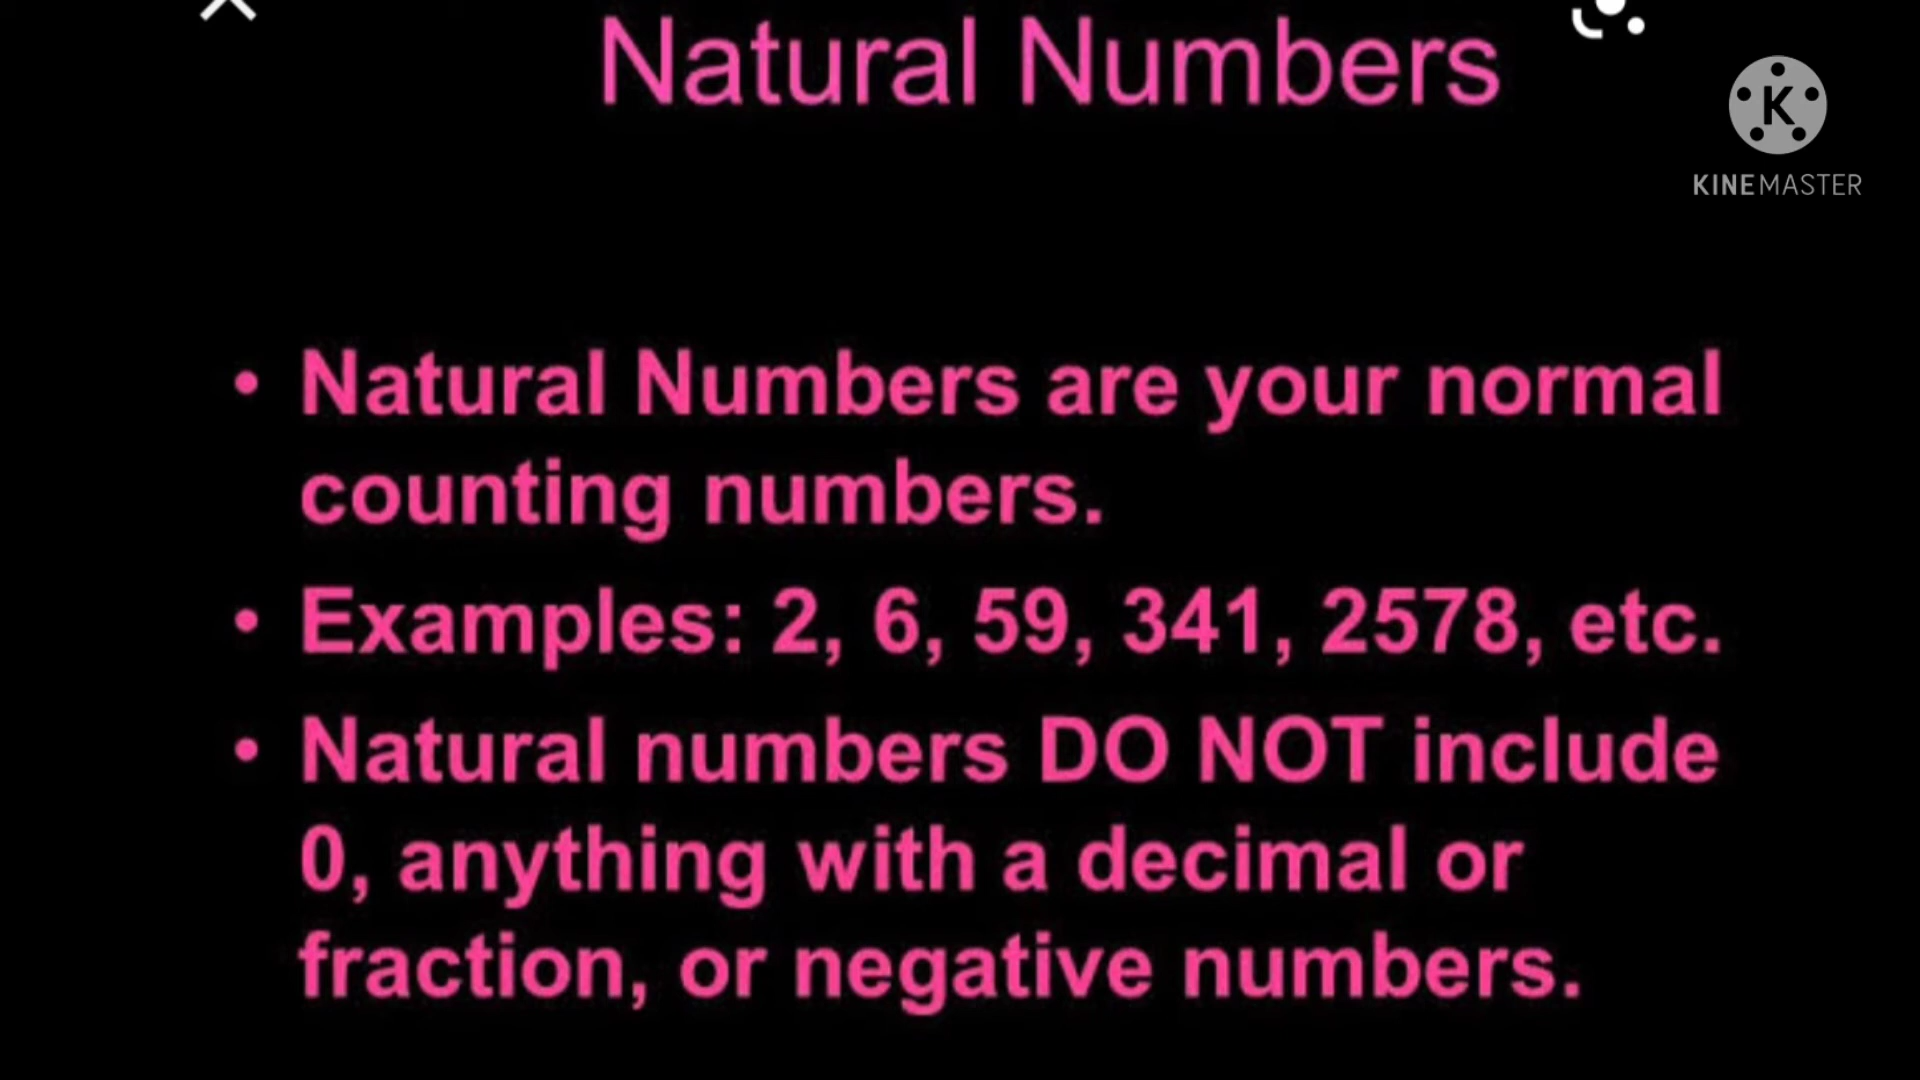 Natural Numbers
KINEMASTER
• Natural Numbers are your normal
counting numbers.
• Examples: 2, 6, 59, 341, 2578, etc.
• Natural numbers DO NOT include
0, anything with a decimal or
fraction, or negative numbers.